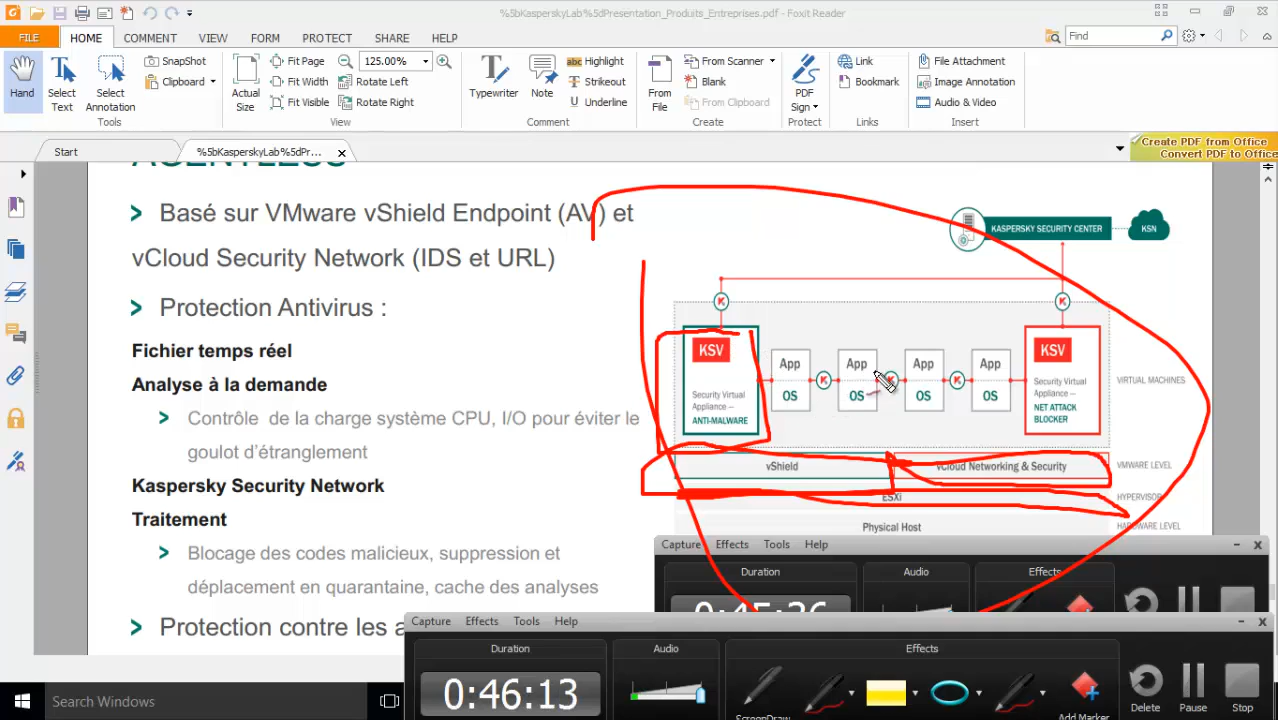 %5bKasperskyLab%5dPresentation_Produits_Entreprises.pdf - Foxit Reader
FILE HOME COMMENT VIEW FORM PROTECT SHARE HELP
Find
Hand
Select Text
Select Annotation
SnapShot
Clipboard
Tools
Actual Size
Fit Page
Fit Width
Fit Visible
125.00%
Rotate Left
Rotate Right
View
Typewriter
Note
Highlight
Strikeout
Underline
Comment
From File
From Scanner
Blank
From Clipboard
Create
PDF Sign
Protect
Link
Bookmark
Links
File Attachment
Image Annotation
Audio & Video
Insert
Start
%5bKasperskyLab%5dPr...
Create PDF from Office
Convert PDF to Office
AGENTLESS
Basé sur VMware vShield Endpoint (AV) et
vCloud Security Network (IDS et URL)
Protection Antivirus :
Fichier temps réel
Analyse à la demande
Contrôle de la charge système CPU, I/O pour éviter le
goulot d'étranglement
Kaspersky Security Network
Traitement
Blocage des codes malicieux, suppression et
déplacement en quarantaine, cache des analyses
Protection contre les a
KASPERSKY SECURITY CENTER
KSN
KSV
Security Virtual
Appliance –
ANTI-MALWARE
App App App App
OS OS OS OS
KSV
Security Virtual
Appliance –
NET ATTACK
BLOCKER
VIRTUAL MACHINES
vShield
vCloud Networking & Security
VMWARE LEVEL
ESXi
HYPERVISOR
Physical Host
HARDWARE LEVEL
Capture Effects Tools Help
Duration Audio Effects
0:45:36
Capture Effects Tools Help
Duration Audio Effects
0:46:13
ScreenDraw
Add Marker
Delete Pause Stop
Search Windows